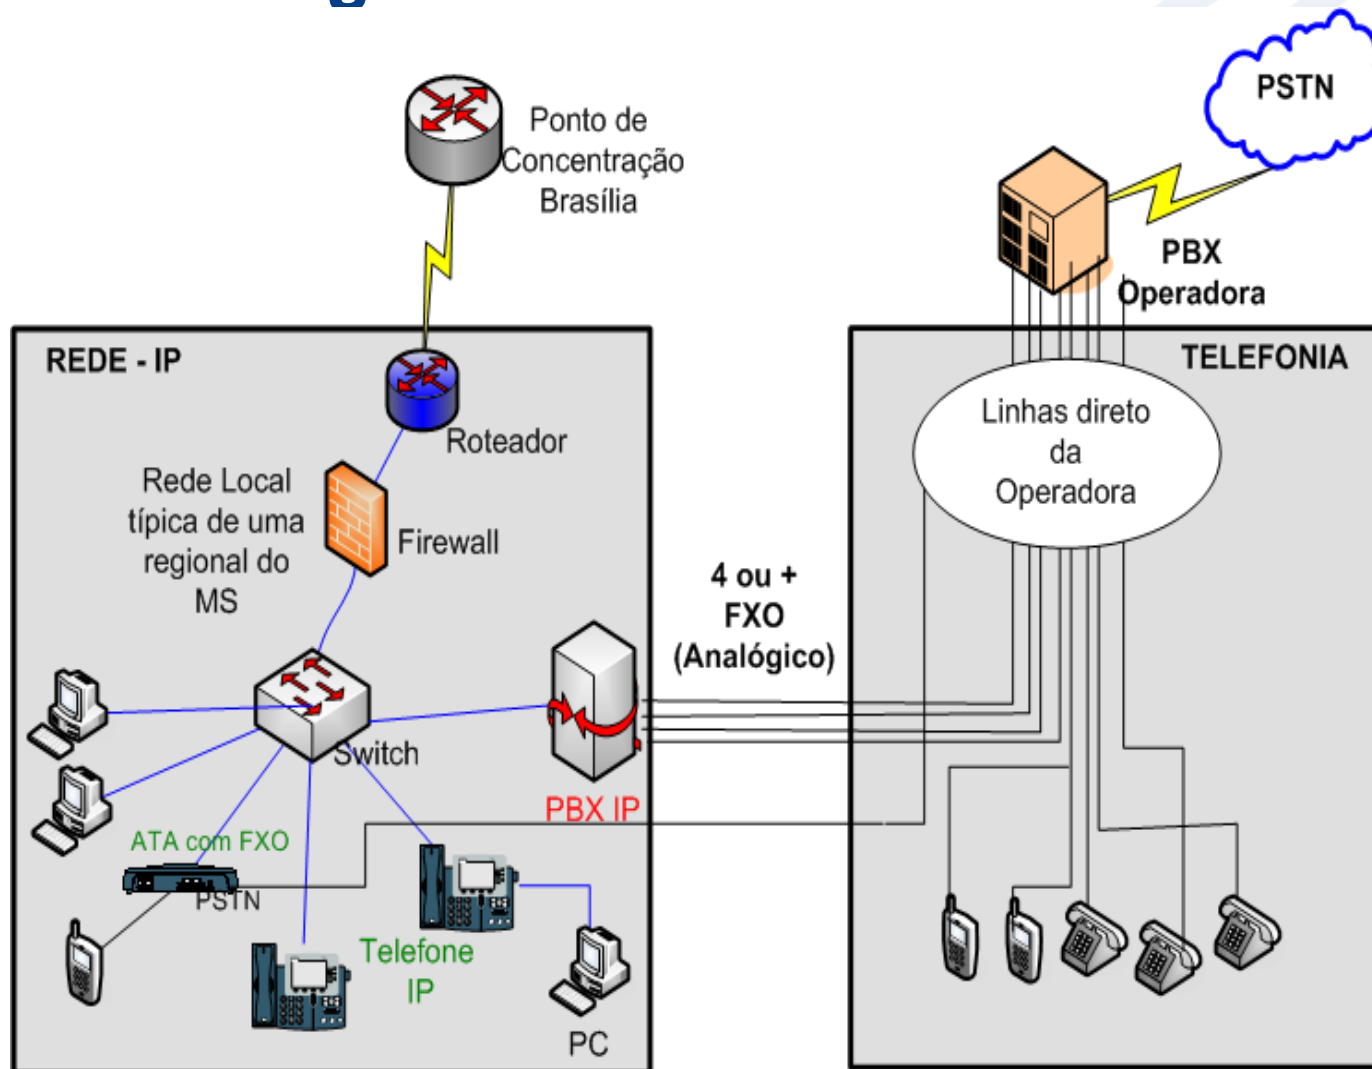 Ponto de
Concentração
Brasília
PSTN
PBX
Operadora
REDE - IP
Roteador
Rede Local
típica de uma
regional do
MS
Firewall
Switch
PBX IP
ATA com FXO
PSTN
Telefone
IP
PC
4 ou +
FXO
(Analógico)
TELEFONIA
Linhas direto
da
Operadora